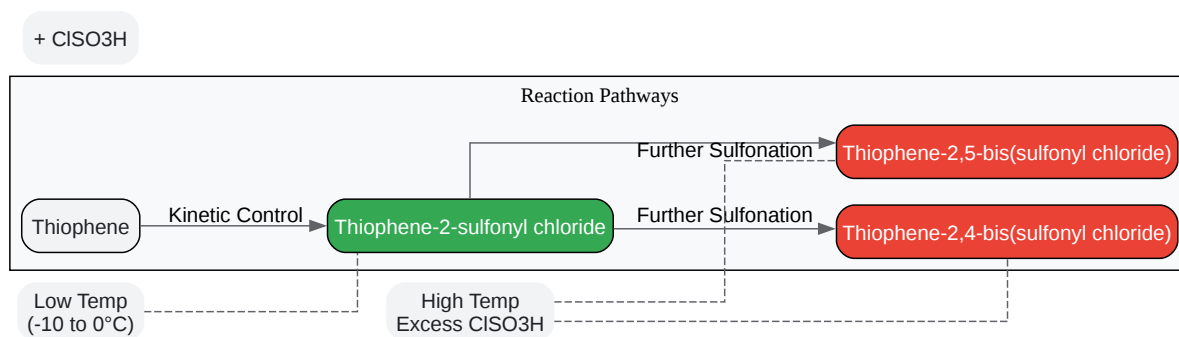 + ClSO3H
Reaction Pathways
Further Sulfonation
Thiophene-2,5-bis(sulfonyl chloride)
Thiophene
Kinetic Control
Thiophene-2-sulfonyl chloride
Further Sulfonation
Thiophene-2,4-bis(sulfonyl chloride)
Low Temp
(-10 to 0°C)
High Temp
Excess ClSO3H